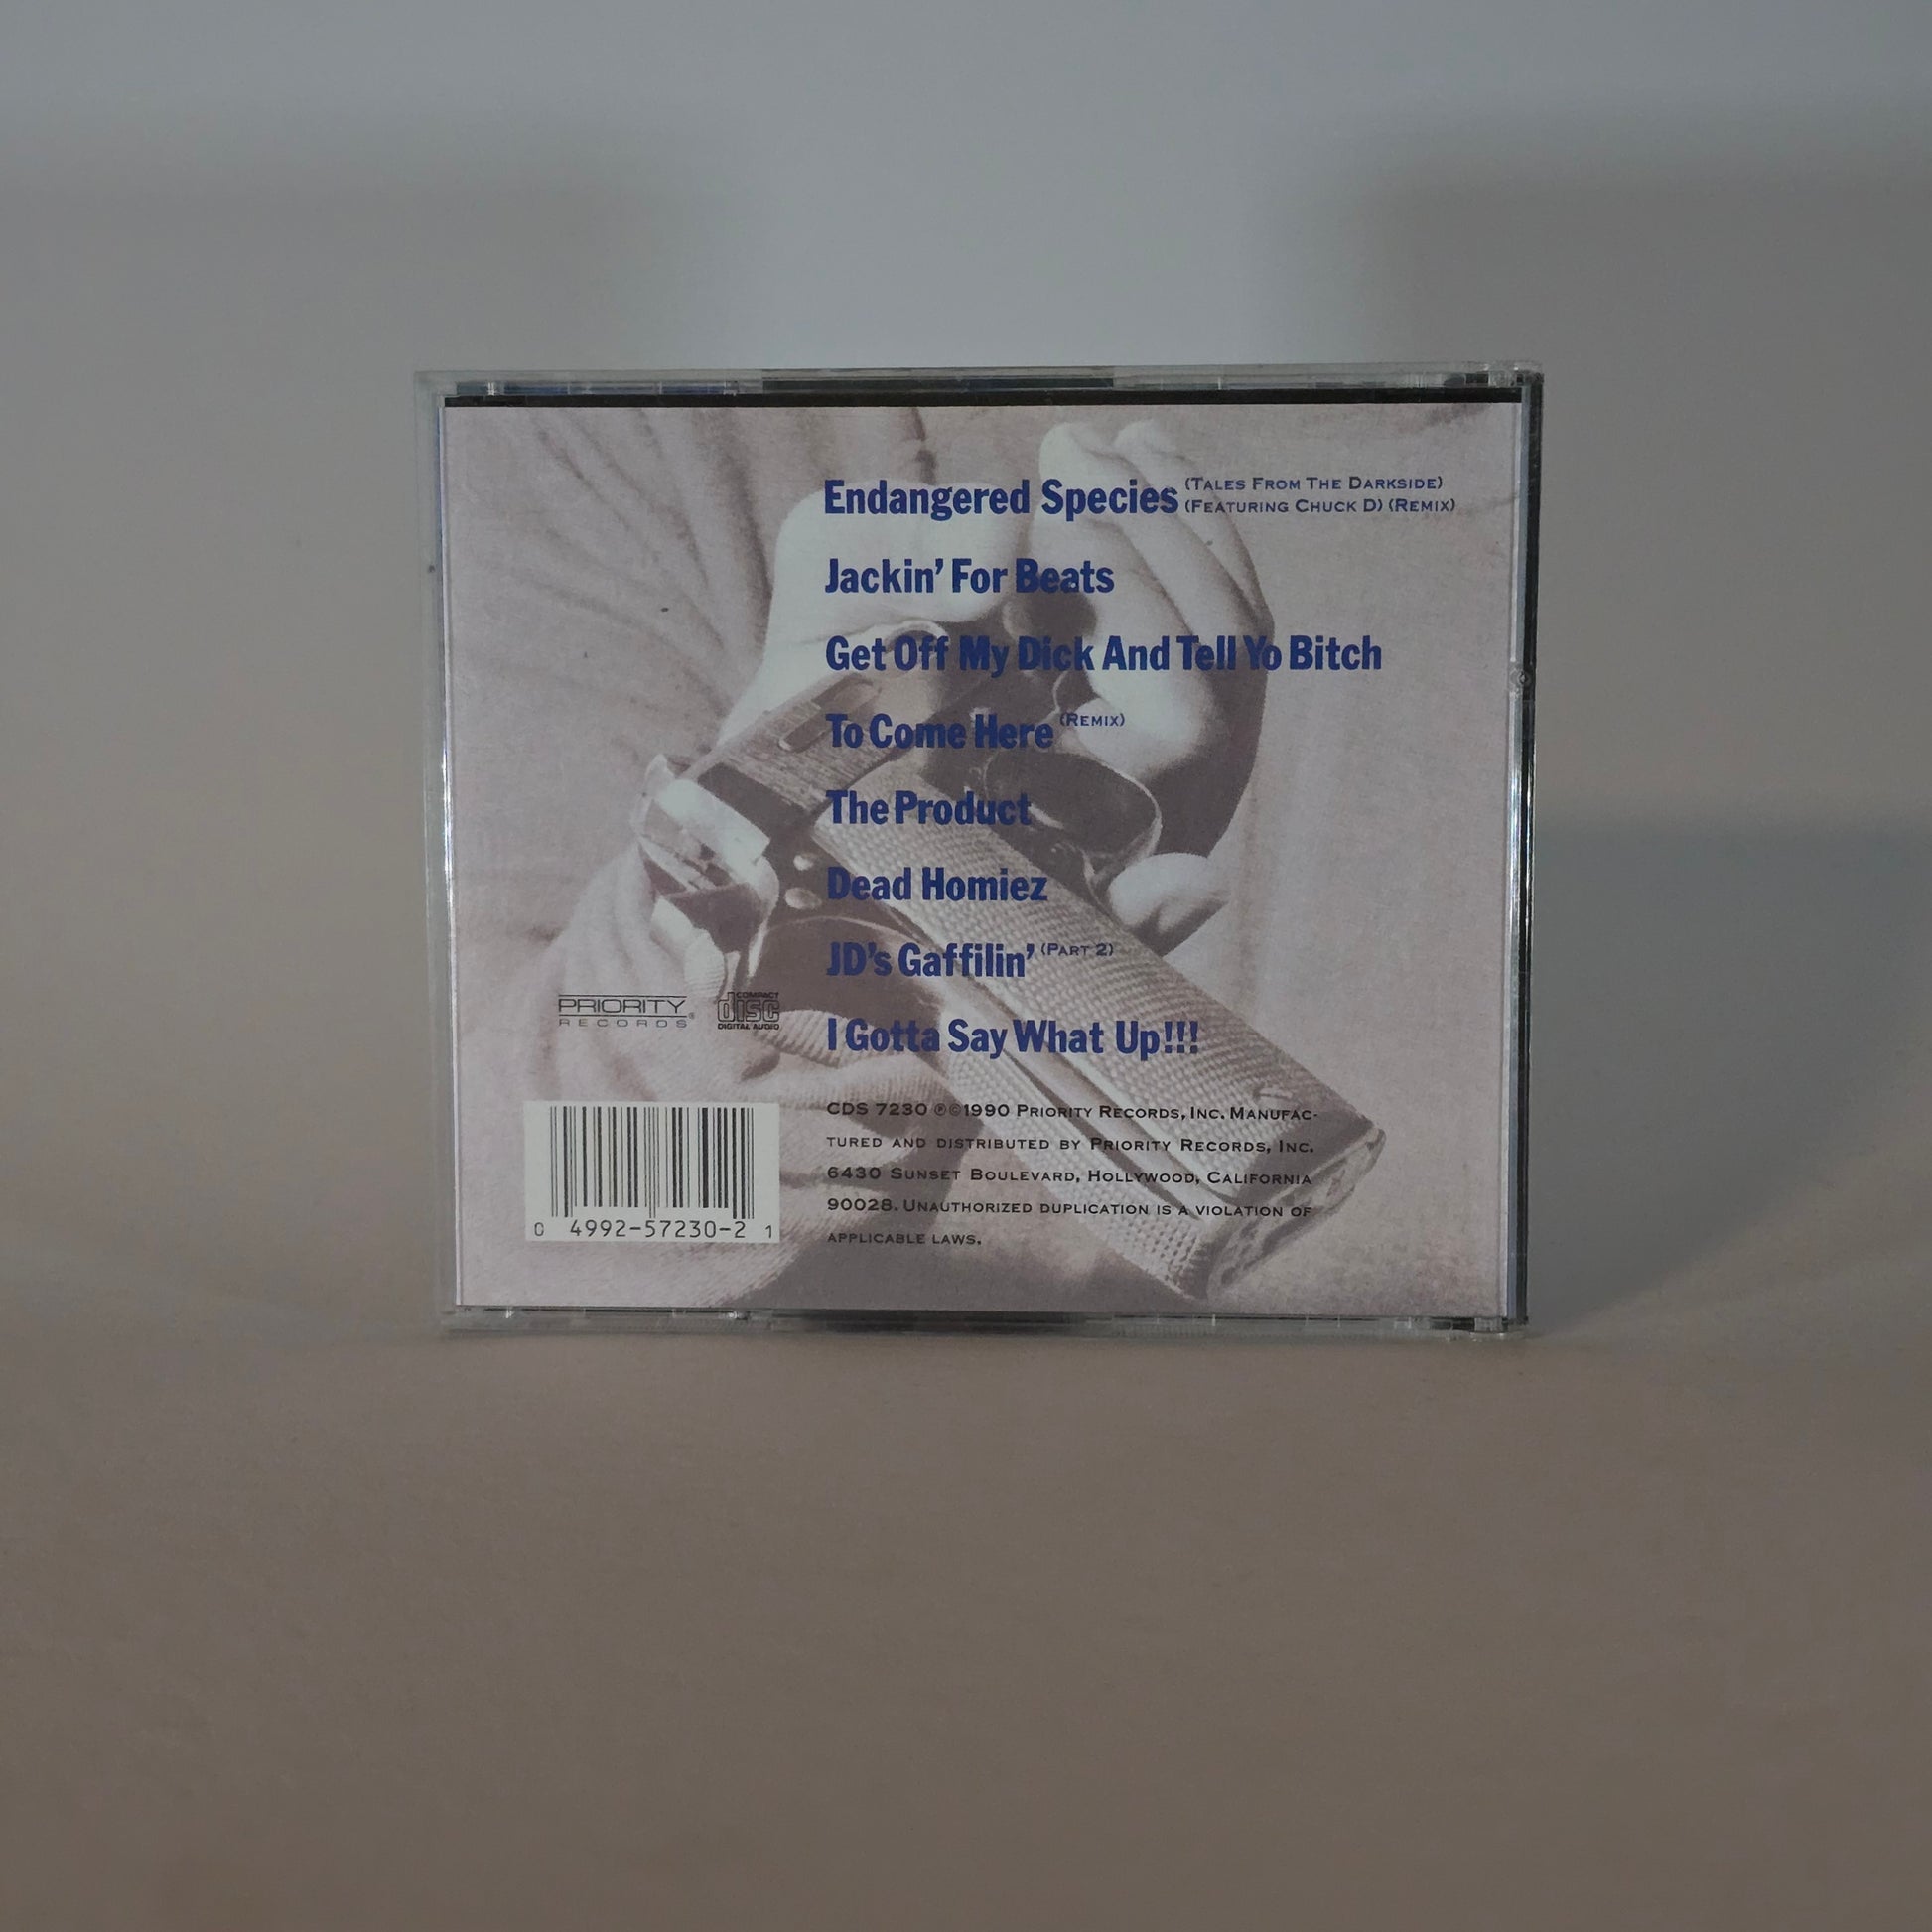 Endangered Species (Tales From The Darkside)
(Featuring Chuck D) (Remix)
Jackin' For Beats
Get Off My Dick And Tell Yo Bitch
To Come Here (Remix)
The Product
Dead Homiez
JD's Gaffilin' (Part 2)
PRIORITY®
RECORDS
COMPACT
disc
DIGITAL AUDIO
I Gotta Say What Up!!!
CDS 7230 ℗©1990 Priority Records, Inc. Manufac-
tured and distributed by Priority Records, Inc.
6430 Sunset Boulevard, Hollywood, California
90028. Unauthorized duplication is a violation of
applicable laws.
0 4992-57230-2 1